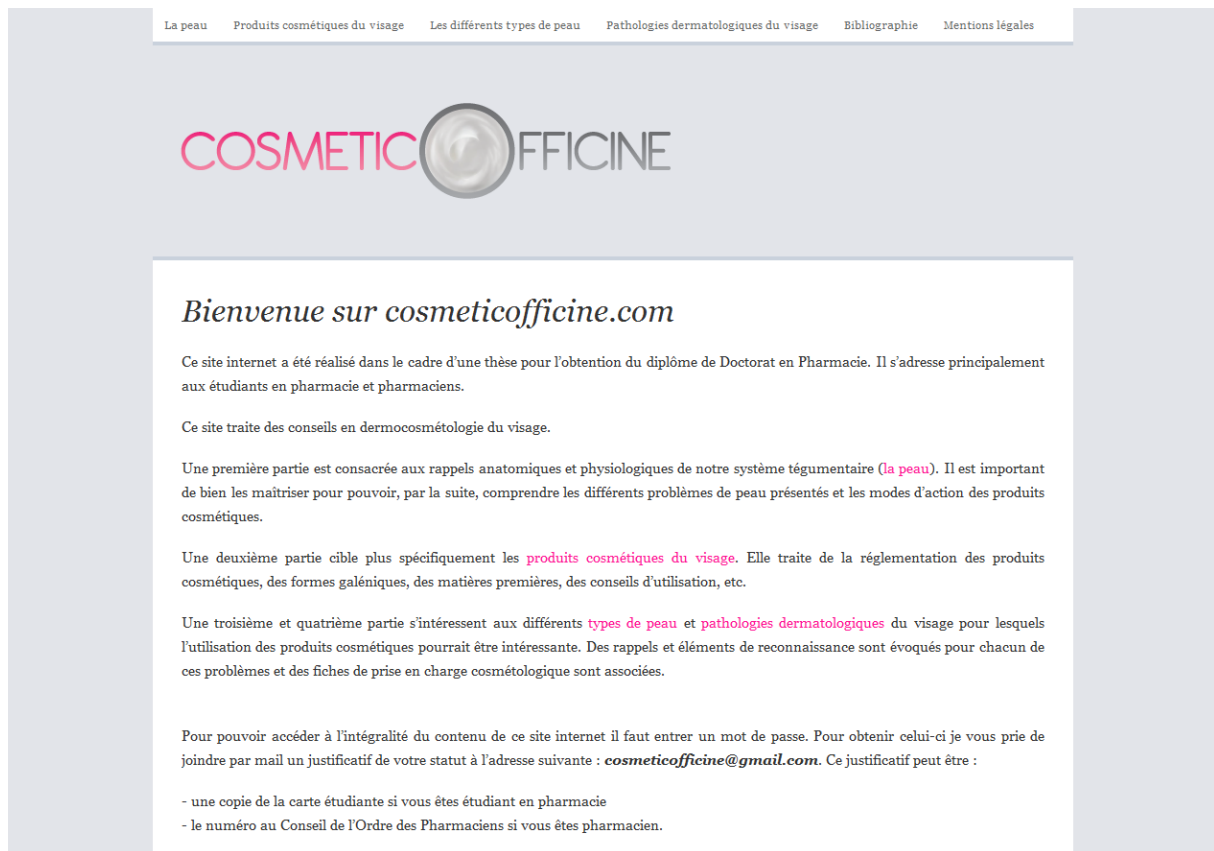 La peau Produits cosmétiques du visage Les différents types de peau Pathologies dermatologiques du visage Bibliographie Mentions légales
COSMETICOFFICINE
Bienvenue sur cosmeticofficine.com
Ce site internet a été réalisé dans le cadre d’une thèse pour l’obtention du diplôme de Doctorat en Pharmacie. Il s’adresse principalement
aux étudiants en pharmacie et pharmaciens.
Ce site traite des conseils en dermocosmétologie du visage.
Une première partie est consacrée aux rappels anatomiques et physiologiques de notre système tégumentaire (la peau). Il est important
de bien les maîtriser pour pouvoir, par la suite, comprendre les différents problèmes de peau présentés et les modes d’action des produits
cosmétiques.
Une deuxième partie cible plus spécifiquement les produits cosmétiques du visage. Elle traite de la réglementation des produits
cosmétiques, des formes galéniques, des matières premières, des conseils d’utilisation, etc.
Une troisième et quatrième partie s’intéressent aux différents types de peau et pathologies dermatologiques du visage pour lesquels
l’utilisation des produits cosmétiques pourrait être intéressante. Des rappels et éléments de reconnaissance sont évoqués pour chacun de
ces problèmes et des fiches de prise en charge cosmétologique sont associées.
Pour pouvoir accéder à l’intégralité du contenu de ce site internet il faut entrer un mot de passe. Pour obtenir celui-ci je vous prie de
joindre par mail un justificatif de votre statut à l’adresse suivante : cosmeticofficine@gmail.com. Ce justificatif peut être :
- une copie de la carte étudiante si vous êtes étudiant en pharmacie
- le numéro au Conseil de l’Ordre des Pharmaciens si vous êtes pharmacien.